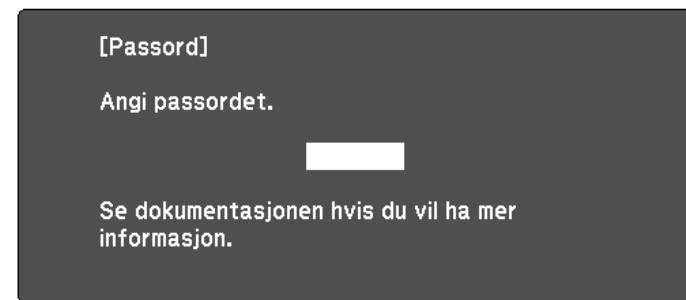 [Passord]
Angi passordet.
Se dokumentasjonen hvis du vil ha mer
informasjon.